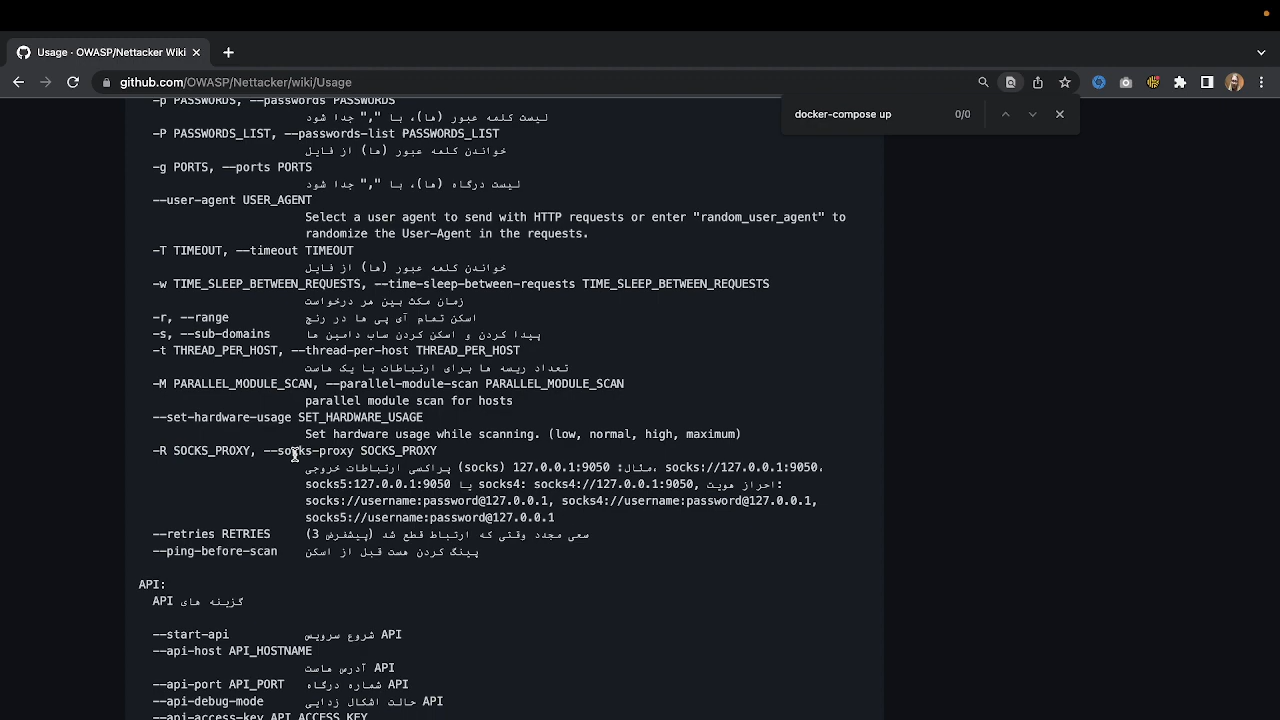 Usage · OWASP/Nettacker Wiki
github.com/OWASP/Nettacker/wiki/Usage
docker-compose up 0/0
-p PASSWORDS, --passwords PASSWORDS
لیست کلمه عبور (ها)، با "," جدا شود
-P PASSWORDS_LIST, --passwords-list PASSWORDS_LIST
خواندن کلمه عبور (ها) از فایل
-g PORTS, --ports PORTS
لیست درگاه (ها)، با "," جدا شود
--user-agent USER_AGENT
Select a user agent to send with HTTP requests or enter "random_user_agent" to
randomize the User-Agent in the requests.
-T TIMEOUT, --timeout TIMEOUT
خواندن کلمه عبور (ها) از فایل
-w TIME_SLEEP_BETWEEN_REQUESTS, --time-sleep-between-requests TIME_SLEEP_BETWEEN_REQUESTS
زمان مکث بین هر درخواست
-r, --range اسکن تمام آی پی ها در رنج
-s, --sub-domains پیدا کردن و اسکن کردن ساب دامین ها
-t THREAD_PER_HOST, --thread-per-host THREAD_PER_HOST
تعداد ریسه ها برای ارتباطات با یک هاست
-M PARALLEL_MODULE_SCAN, --parallel-module-scan PARALLEL_MODULE_SCAN
parallel module scan for hosts
--set-hardware-usage SET_HARDWARE_USAGE
Set hardware usage while scanning. (low, normal, high, maximum)
-R SOCKS_PROXY, --socks-proxy SOCKS_PROXY
پراکسی ارتباطات خروجی (socks) مثال: 127.0.0.1:9050، socks://127.0.0.1:9050،
socks5:127.0.0.1:9050 یا socks4: socks4://127.0.0.1:9050, احراز هویت:
socks://username:password@127.0.0.1, socks4://username:password@127.0.0.1,
socks5://username:password@127.0.0.1
--retries RETRIES سعی مجدد وقتی که ارتباط قطع شد (پیشفرض 3)
--ping-before-scan پینگ کردن هست قبل از اسکن
API:
گزینه های API
--start-api شروع سرویس API
--api-host API_HOSTNAME
آدرس هاست API
--api-port API_PORT شماره درگاه API
--api-debug-mode حالت اشکال زدایی API
--api-access-key API_ACCESS_KEY